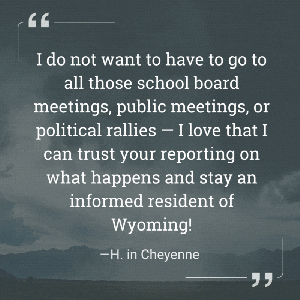 “
I do not want to have to go to
all those school board
meetings, public meetings, or
political rallies — I love that I
can trust your reporting on
what happens and stay an
informed resident of
Wyoming!
—H. in Cheyenne
”